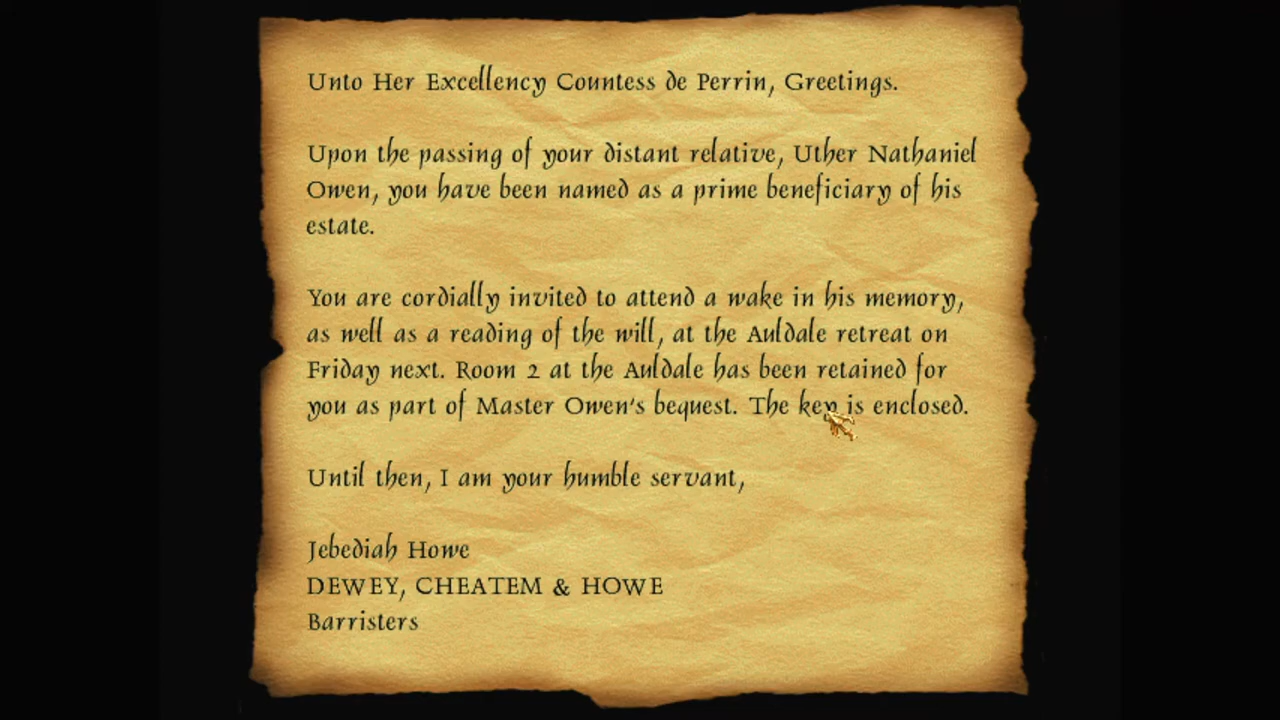 Unto Her Excellency Countess de Perrin, Greetings.
Upon the passing of your distant relative, Uther Nathaniel
Owen, you have been named as a prime beneficiary of his
estate.
You are cordially invited to attend a wake in his memory,
as well as a reading of the will, at the Auldale retreat on
Friday next. Room 2 at the Auldale has been retained for
you as part of Master Owen's bequest. The key is enclosed.
Until then, I am your humble servant,
Jebediah Howe
DEWEY, CHEATEM & HOWE
Barristers